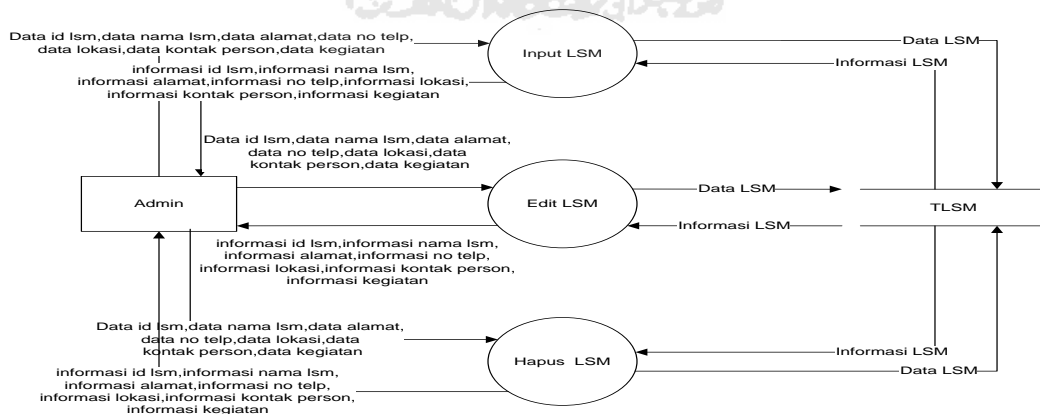 Data id lsm,data nama lsm,data alamat,data no telp,
data lokasi,data kontak person,data kegiatan
Input LSM
Data LSM
Informasi LSM
informasi id lsm,informasi nama lsm,
informasi alamat,informasi no telp,informasi lokasi,
informasi kontak person,informasi kegiatan
Data id lsm,data nama lsm,data alamat,
data no telp,data lokasi,data
kontak person,data kegiatan
Admin
Edit LSM
Data LSM
TLSM
Informasi LSM
informasi id lsm,informasi nama lsm,
informasi alamat,informasi no telp,
informasi lokasi,informasi kontak person,
informasi kegiatan
Data id lsm,data nama lsm,data alamat,
data no telp,data lokasi,data
kontak person,data kegiatan
Hapus LSM
Informasi LSM
Data LSM
informasi id lsm,informasi nama lsm,
informasi alamat,informasi no telp,
informasi lokasi,informasi kontak person,
informasi kegiatan